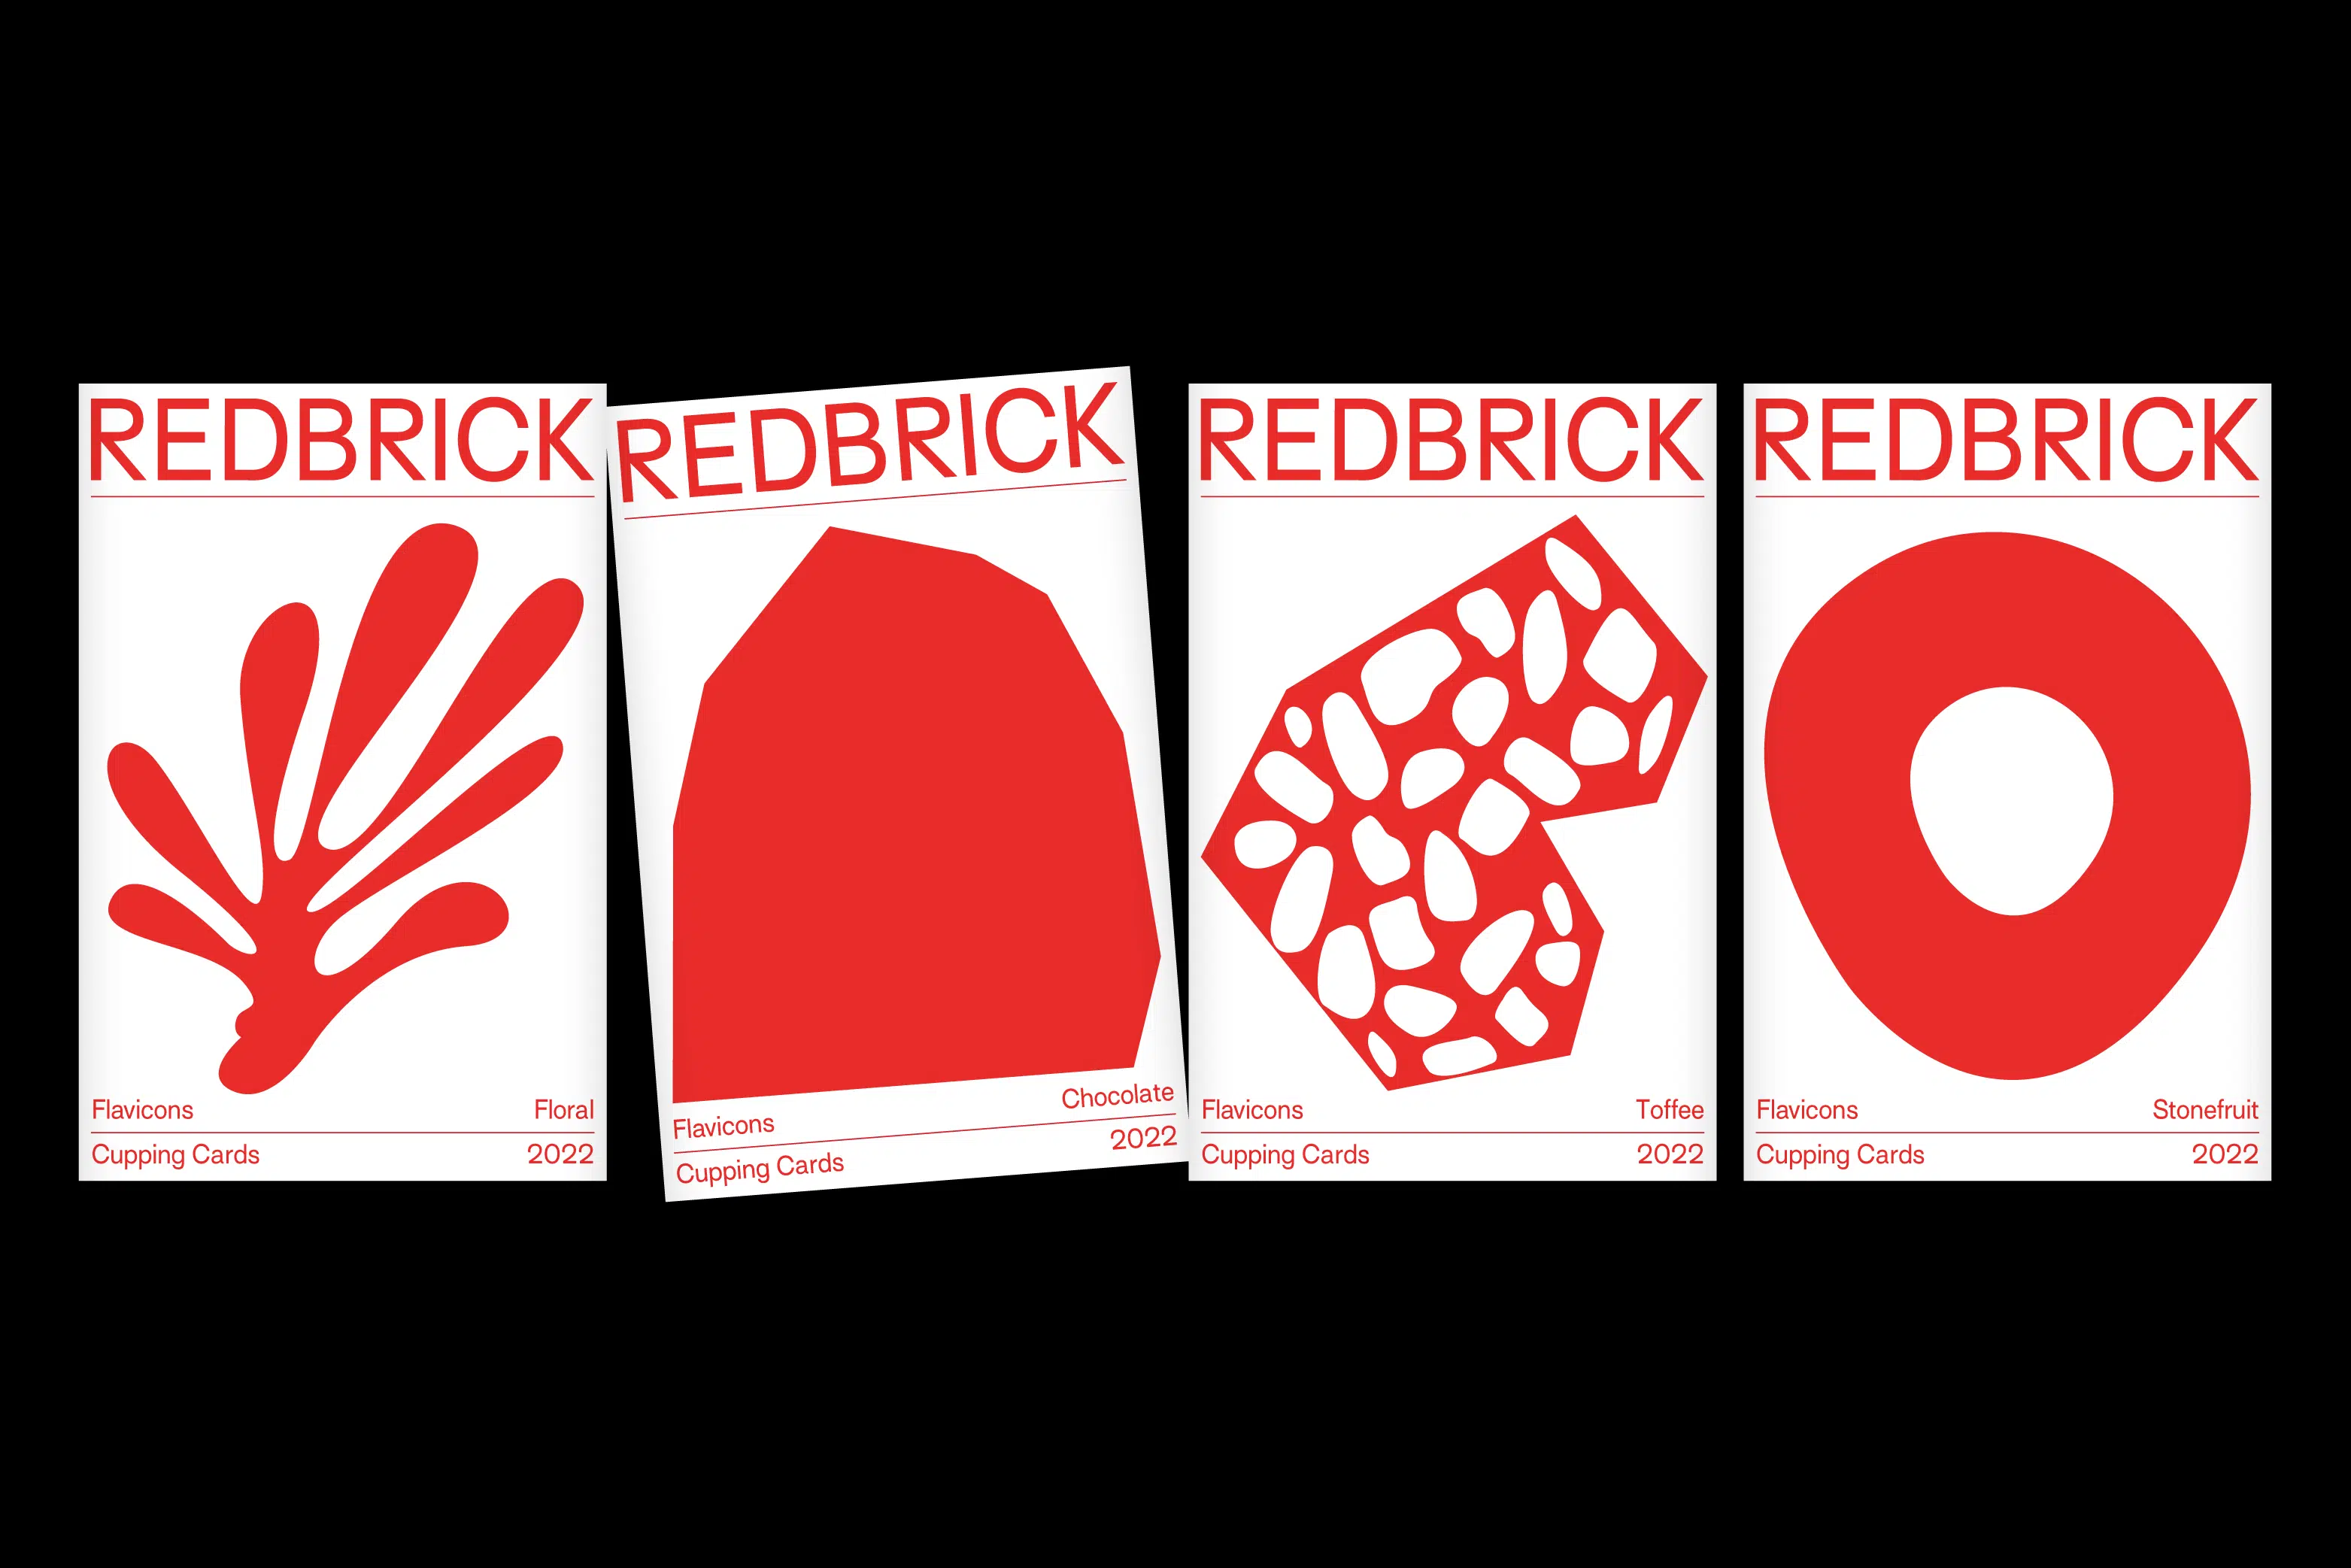 REDBRICK
Flavicons Floral
Cupping Cards 2022
REDBRICK
Flavicons Chocolate
Cupping Cards 2022
REDBRICK
Flavicons Toffee
Cupping Cards 2022
REDBRICK
Flavicons Stonefruit
Cupping Cards 2022